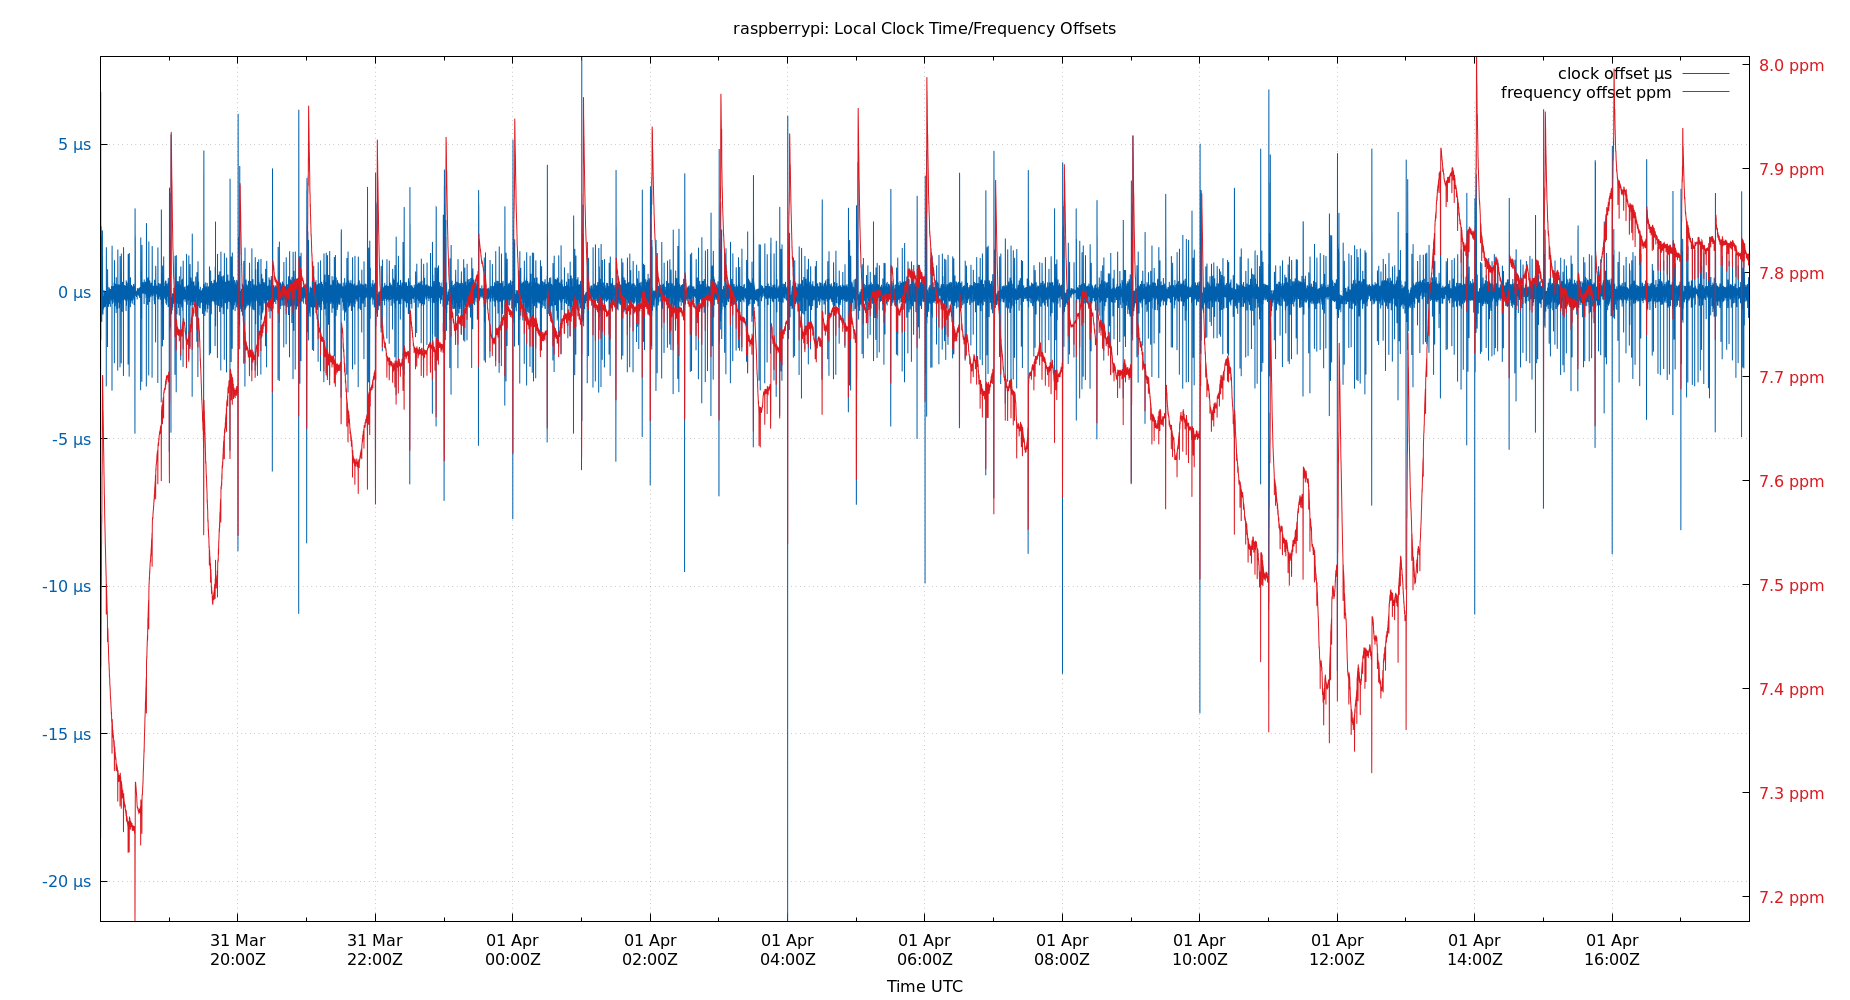 raspberrypi: Local Clock Time/Frequency Offsets
clock offset µs
frequency offset ppm
5 µs
0 µs
-5 µs
-10 µs
-15 µs
-20 µs
8.0 ppm
7.9 ppm
7.8 ppm
7.7 ppm
7.6 ppm
7.5 ppm
7.4 ppm
7.3 ppm
7.2 ppm
31 Mar
20:00Z
31 Mar
22:00Z
01 Apr
00:00Z
01 Apr
02:00Z
01 Apr
04:00Z
01 Apr
06:00Z
01 Apr
08:00Z
01 Apr
10:00Z
01 Apr
12:00Z
01 Apr
14:00Z
01 Apr
16:00Z
Time UTC